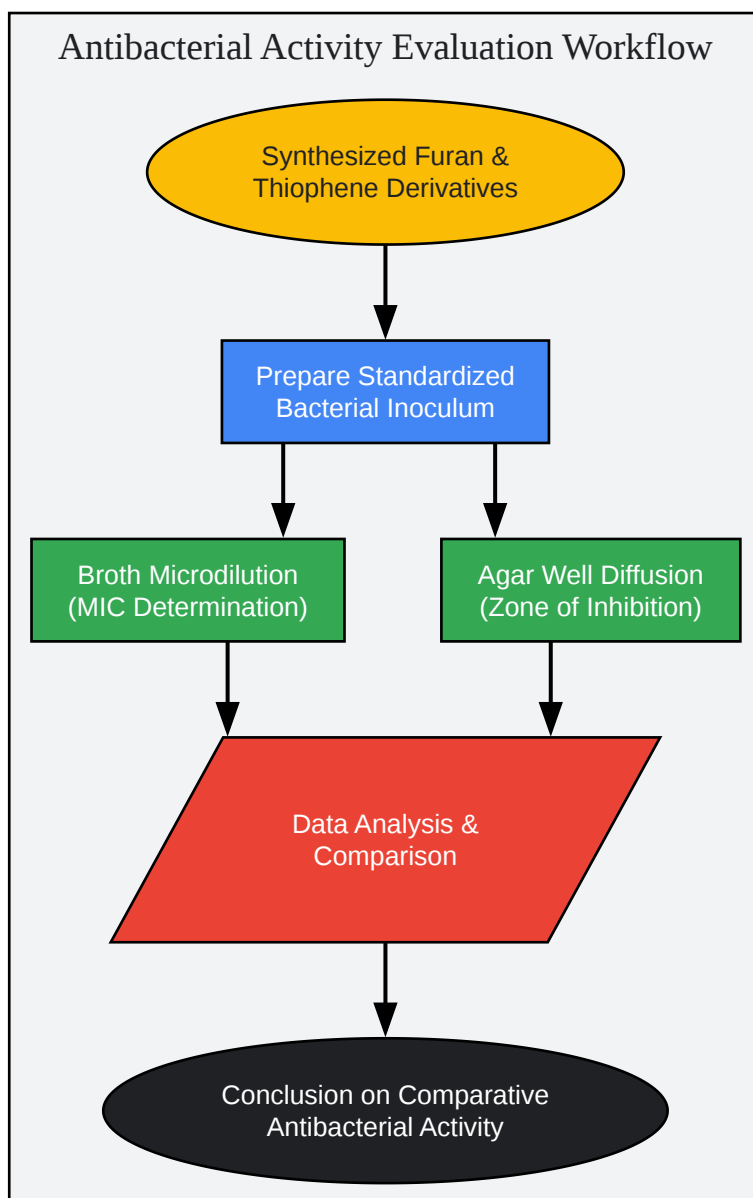 Antibacterial Activity Evaluation Workflow
Synthesized Furan &
Thiophene Derivatives
Prepare Standardized
Bacterial Inoculum
Broth Microdilution
(MIC Determination)
Agar Well Diffusion
(Zone of Inhibition)
Data Analysis &
Comparison
Conclusion on Comparative
Antibacterial Activity